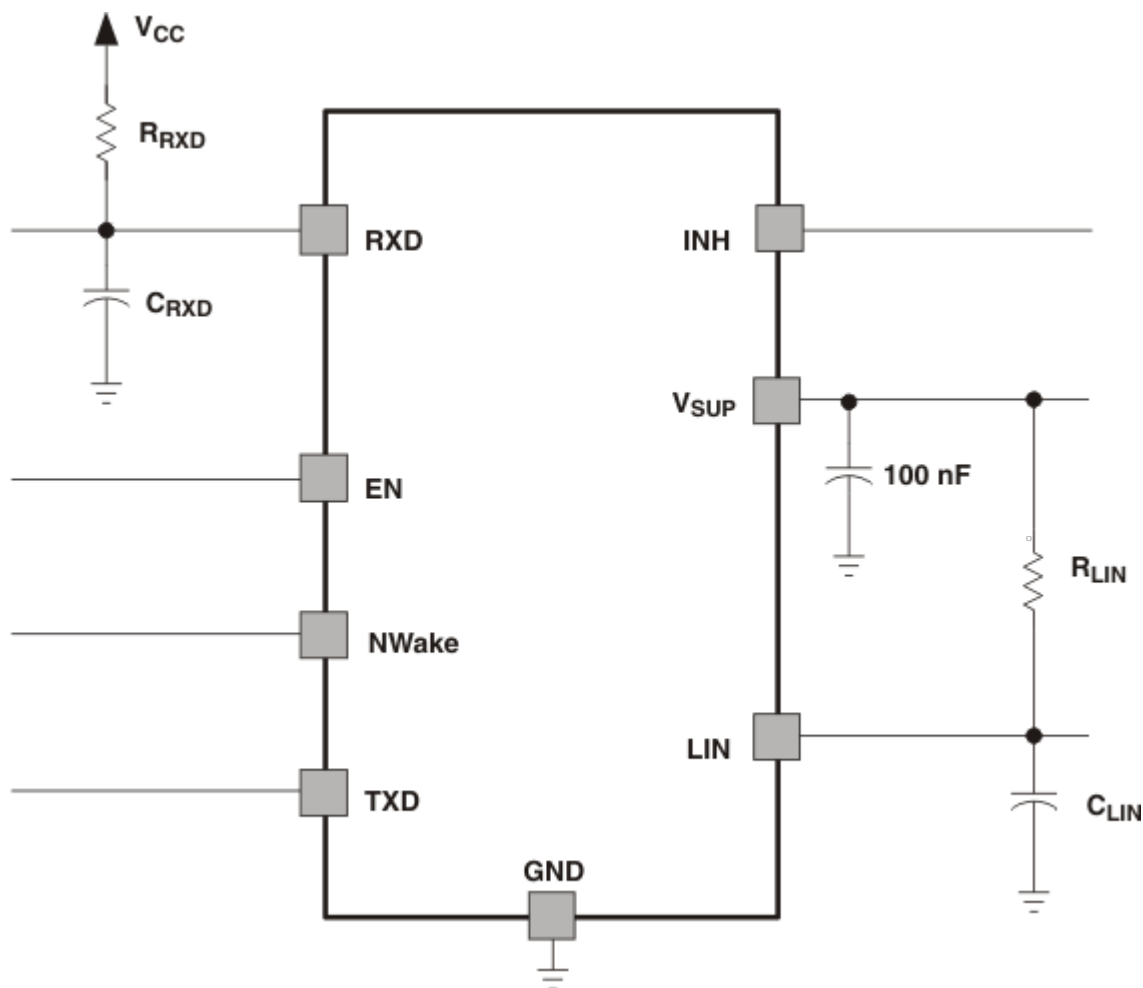 VCC
RRXD
RXD
INH
CRXD
VSUP
100 nF
EN
RLIN
NWake
LIN
TXD
CLIN
GND